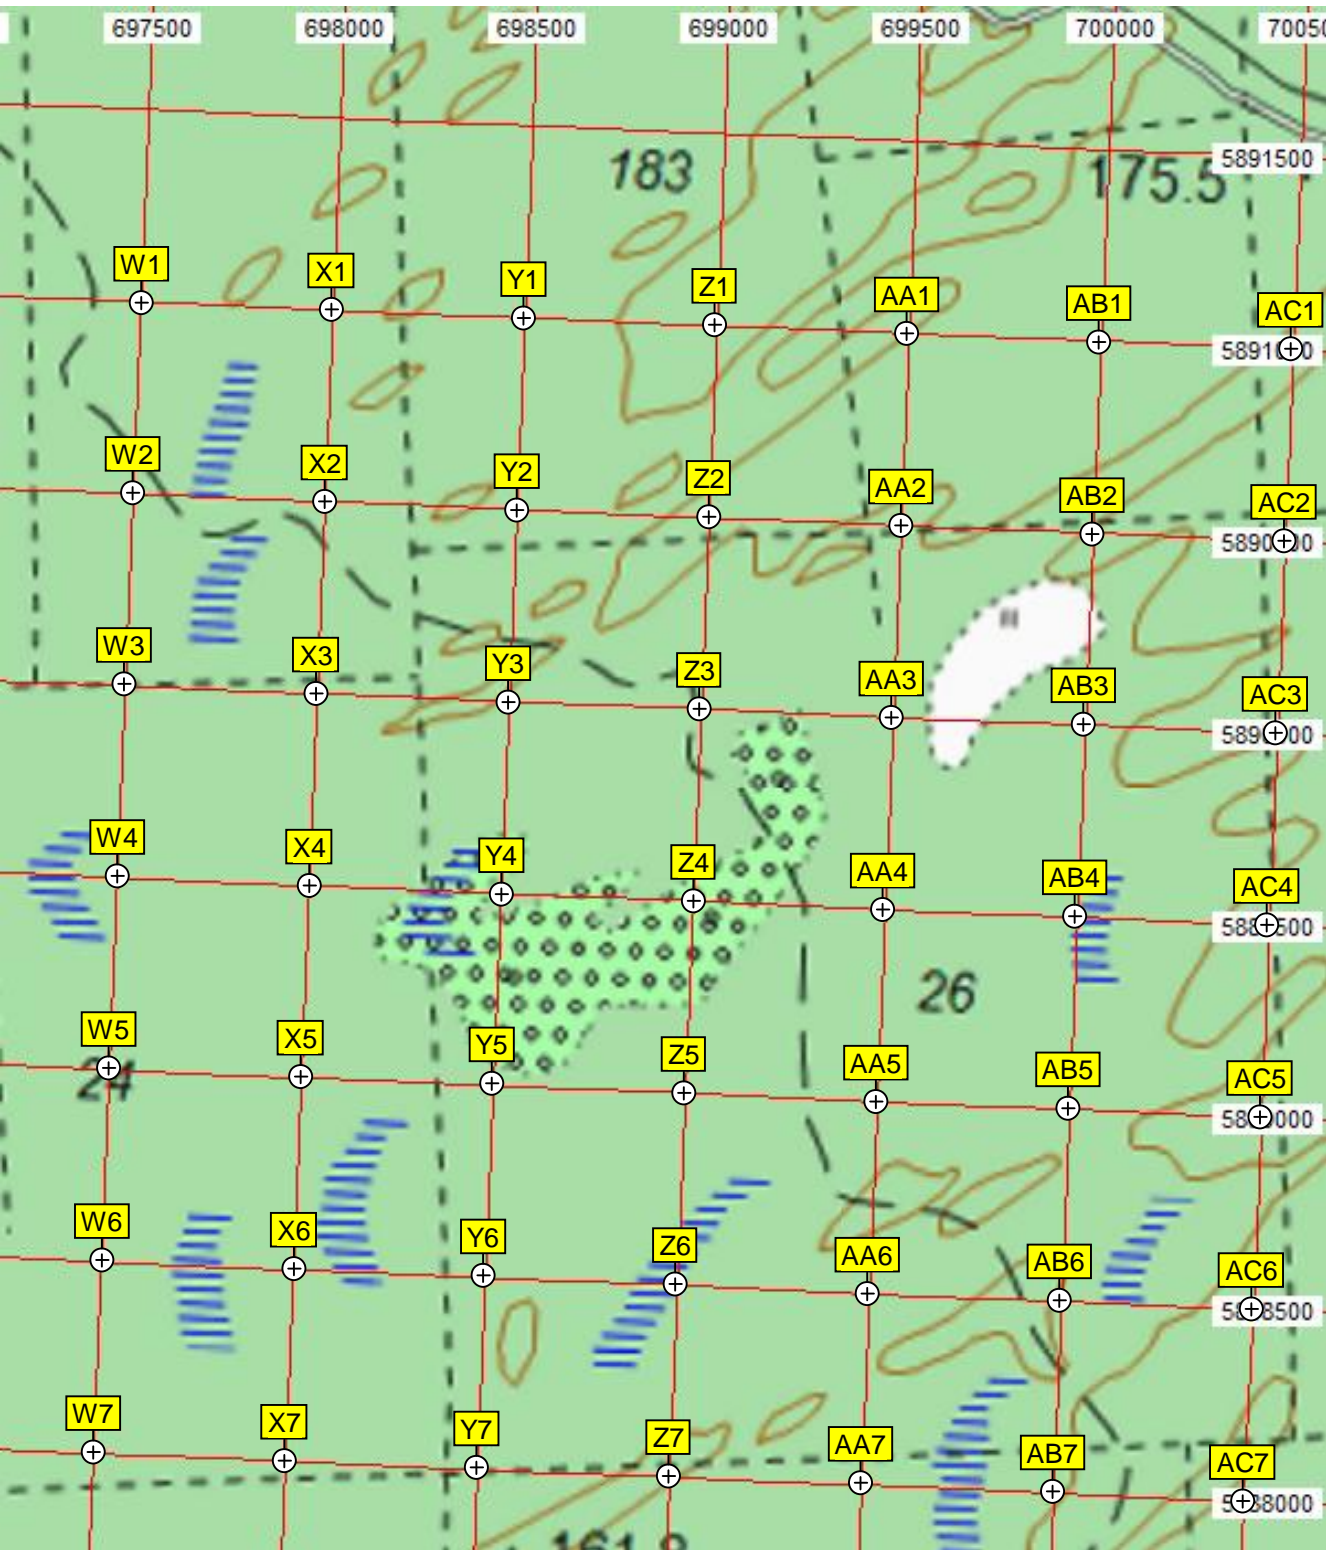 697500 698000 698500 699000 699500 700000
183 175.5 5891500
W1 X1 Y1 Z1 AA1 AB1 AC1
W2 X2 Y2 Z2 AA2 AB2 AC2
W3 X3 Y3 Z3 AA3 AB3 AC3
W4 X4 Y4 Z4 AA4 AB4 AC4
26
W5 X5 Y5 Z5 AA5 AB5 AC5
24
W6 X6 Y6 Z6 AA6 AB6 AC6
W7 X7 Y7 Z7 AA7 AB7 AC7